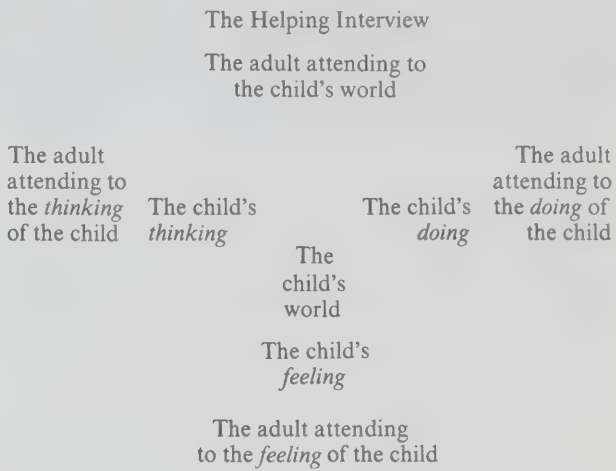 The Helping Interview
The adult attending to
the child's world
The adult
attending to
the thinking
of the child
The child's
thinking
The child's
doing
The adult
attending to
the doing of
the child
The
child's
world
The child's
feeling
The adult attending
to the feeling of the child